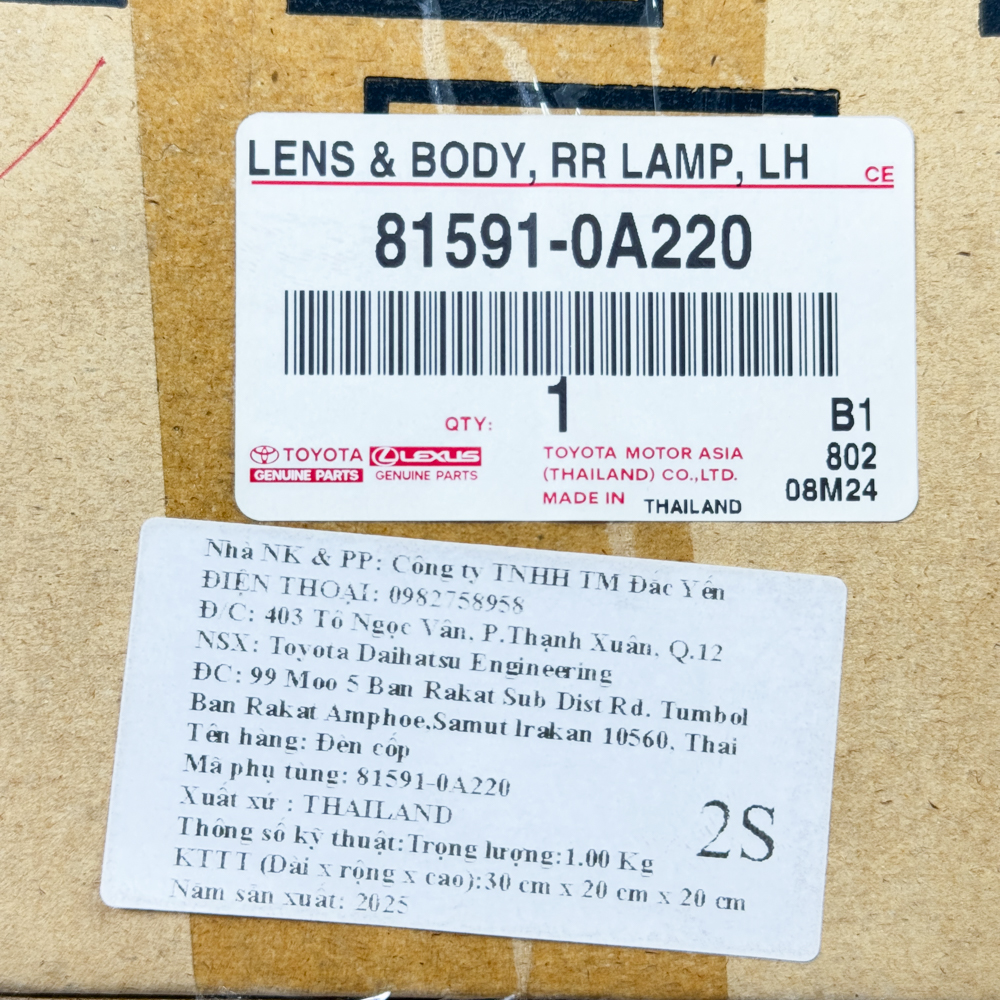 LENS & BODY, RR LAMP, LH
CE
81591-0A220
1
QTY:
B1
TOYOTA
GENUINE PARTS
LEXUS
GENUINE PARTS
TOYOTA MOTOR ASIA
(THAILAND) CO.,LTD.
MADE IN THAILAND
802
08M24
Nhà NK & PP: Công ty TNHH TM Đắc Yến
ĐIỆN THOẠI: 0982758958
Đ/C: 403 Tô Ngọc Vân, P.Thạnh Xuân, Q.12
NSX: Toyota Daihatsu Engineering
ĐC: 99 Moo 5 Ban Rakat Sub Dist Rd. Tumbol
Ban Rakat Amphoe,Samut Irakan 10560, Thai
Tên hàng: Đèn cốp
Mã phụ tùng: 81591-0A220
Xuất xứ : THAILAND
Thông số kỹ thuật:Trọng lượng:1.00 Kg
KTTT (Dài x rộng x cao):30 cm x 20 cm x 20 cm
Năm sản xuất: 2025
2S